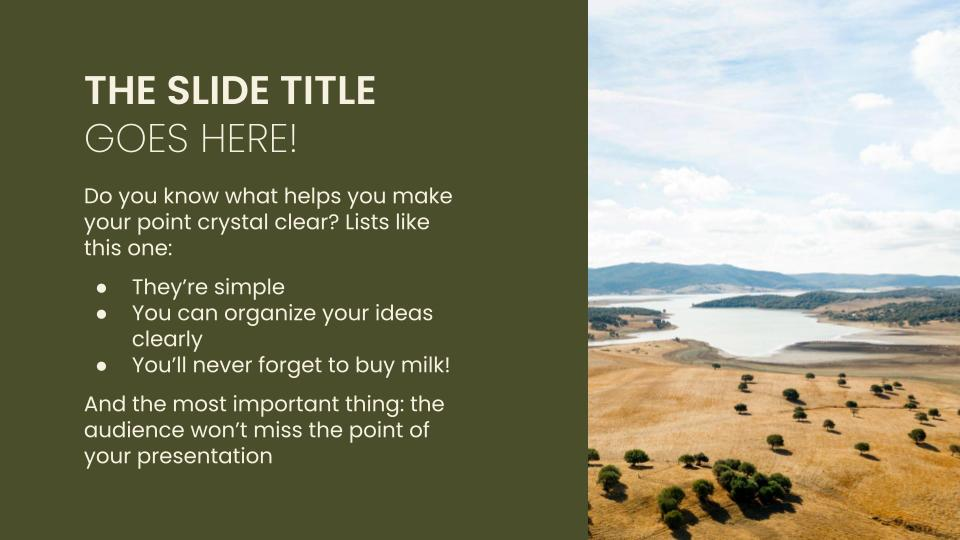 THE SLIDE TITLE
GOES HERE!
Do you know what helps you make
your point crystal clear? Lists like
this one:
● They’re simple
● You can organize your ideas
clearly
● You’ll never forget to buy milk!
And the most important thing: the
audience won’t miss the point of
your presentation